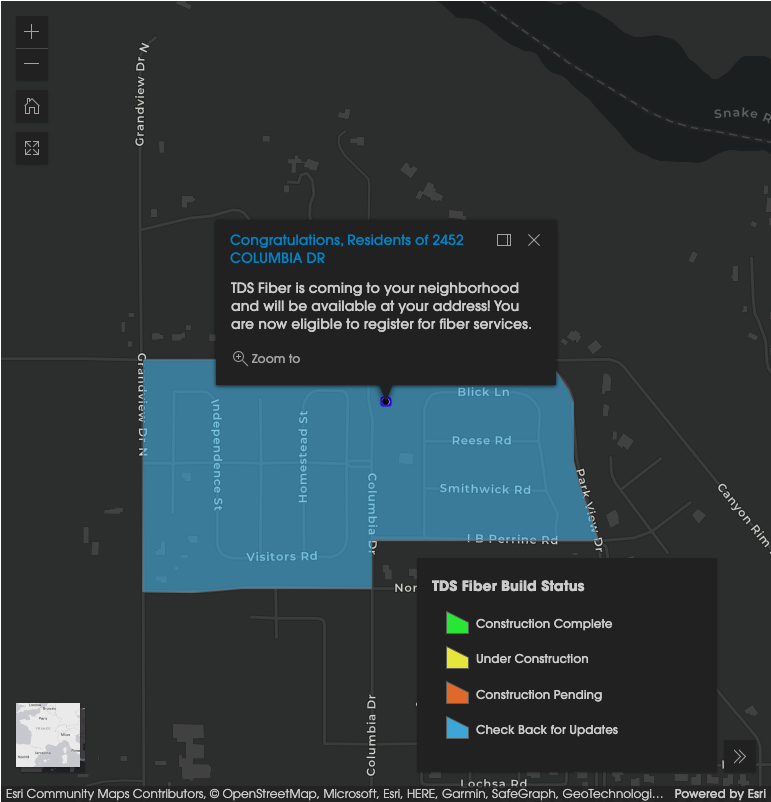 Grandview Dr N
Snake R
Congratulations, Residents of 2452
COLUMBIA DR
TDS Fiber is coming to your neighborhood
and will be available at your address! You
are now eligible to register for fiber services.
Zoom to
Grandview Dr N
Independence St
Homestead St
Columbia Dr
Visitors Rd
Blick Ln
Reese Rd
Smithwick Rd
I B Perrine Rd
Park View Dr
Canyon Rim
Nor
Columbia Dr
TDS Fiber Build Status
Construction Complete
Under Construction
Construction Pending
Check Back for Updates
Lochsa Rd
Esri Community Maps Contributors, © OpenStreetMap, Microsoft, Esri, HERE, Garmin, SafeGraph, GeoTechnologi...
Powered by Esri